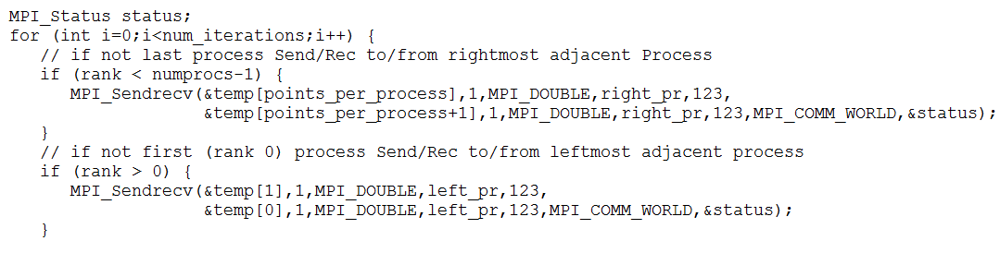 MPI_Status status;
for (int i=0;i<num_iterations;i++) {
   // if not last process Send/Rec to/from rightmost adjacent Process
   if (rank < numprocs-1) {
      MPI_Sendrecv(&temp[points_per_process],1,MPI_DOUBLE,right_pr,123,
                   &temp[points_per_process+1],1,MPI_DOUBLE,right_pr,123,MPI_COMM_WORLD,&status);
   }
   // if not first (rank 0) process Send/Rec to/from leftmost adjacent process
   if (rank > 0) {
      MPI_Sendrecv(&temp[1],1,MPI_DOUBLE,left_pr,123,
                   &temp[0],1,MPI_DOUBLE,left_pr,123,MPI_COMM_WORLD,&status);
   }